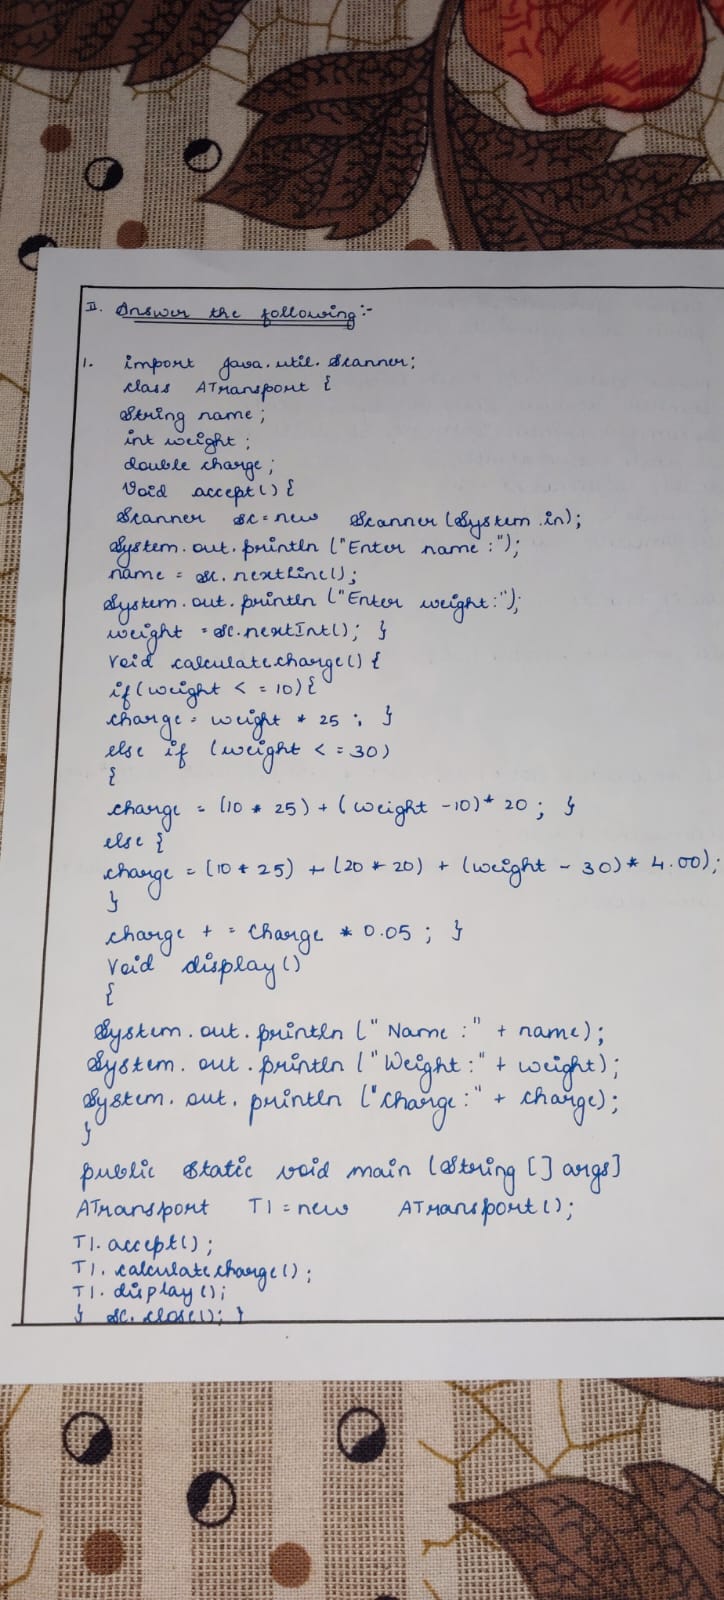 II. Answer the following:-
1. import java.util.Scanner;
class ATransport {
String name;
int weight;
double charge;
Void accept() {
Scanner sc = new Scanner (System.in);
System.out.println ("Enter name:");
name = sc.nextLine();
System.out.println ("Enter weight:");
weight = sc.nextInt(); }
Void calculatecharge() {
if (weight < = 10) {
charge = weight * 25 ; }
else if (weight < = 30)
{
charge = (10 * 25) + (weight - 10) * 20 ; }
else {
charge = (10 * 25) + (20 * 20) + (weight - 30) * 4.00);
}
charge + = Charge * 0.05 ; }
Void display()
{
System.out.println (" Name :" + name);
System.out.println ("Weight :" + weight);
System.out.println ("charge :" + charge);
}
public static void main (String [] args]
ATransport T1 = new ATransport();
T1.accept();
T1.calculatecharge();
T1.display();
} sc.close(); }